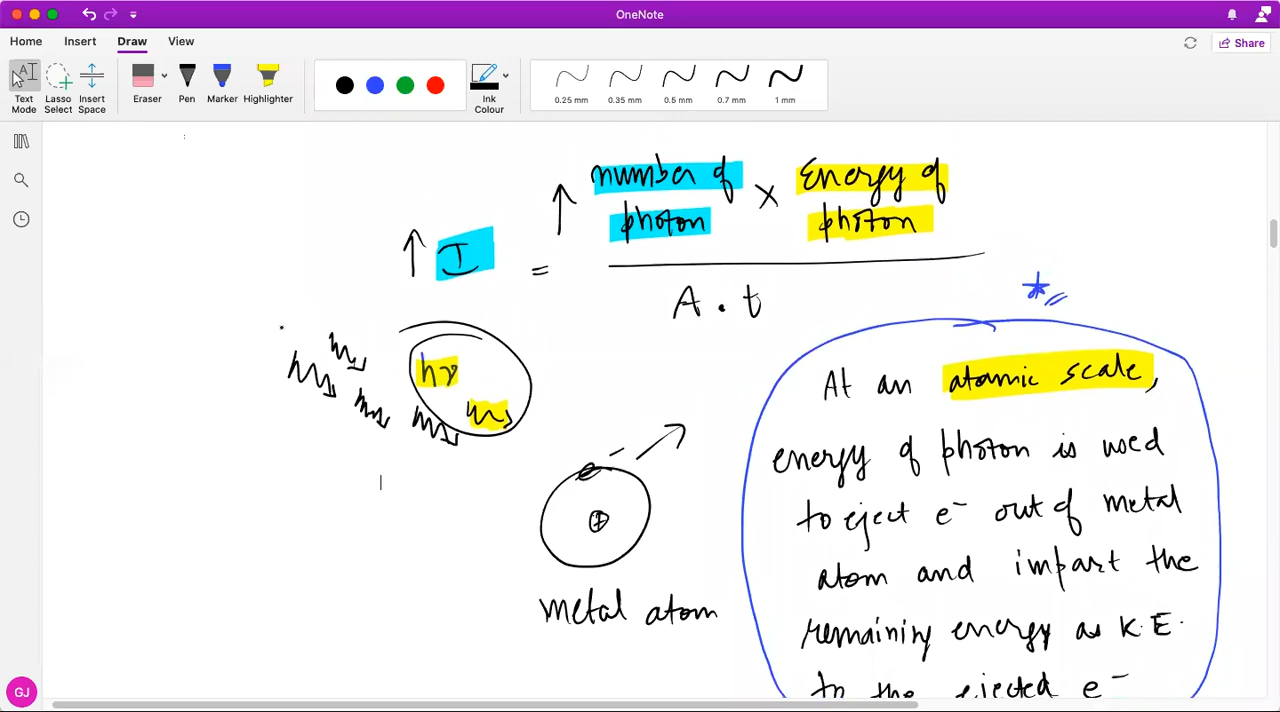 OneNote
Home Insert Draw View
Share
Text Mode
Lasso Select
Insert Space
Eraser
Pen
Marker
Highlighter
Ink Colour
0.25 mm
0.35 mm
0.5 mm
0.7 mm
1 mm
↑ I = ↑ number of photon × Energy of photon
A . t
hν
At an atomic scale,
energy of photon is used
to eject e⁻ out of metal
atom and impart the
remaining energy as K.E.
to the ejected e⁻
+
–
metal atom
GJ